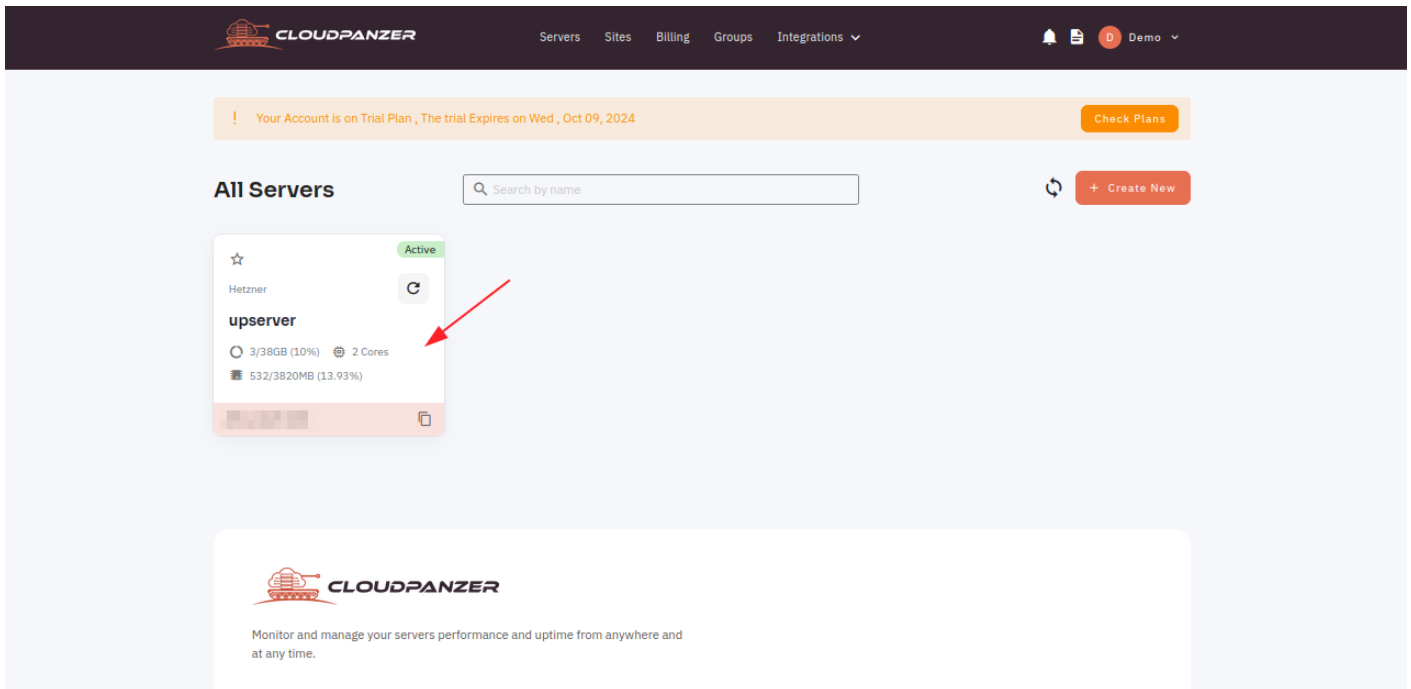 CLOUDPANZER
Servers Sites Billing Groups Integrations
D Demo
! Your Account is on Trial Plan , The trial Expires on Wed , Oct 09, 2024
Check Plans
All Servers
Search by name
+ Create New
Active
Hetzner
upserver
3/38GB (10%) 2 Cores
532/3820MB (13.93%)
CLOUDPANZER
Monitor and manage your servers performance and uptime from anywhere and
at any time.